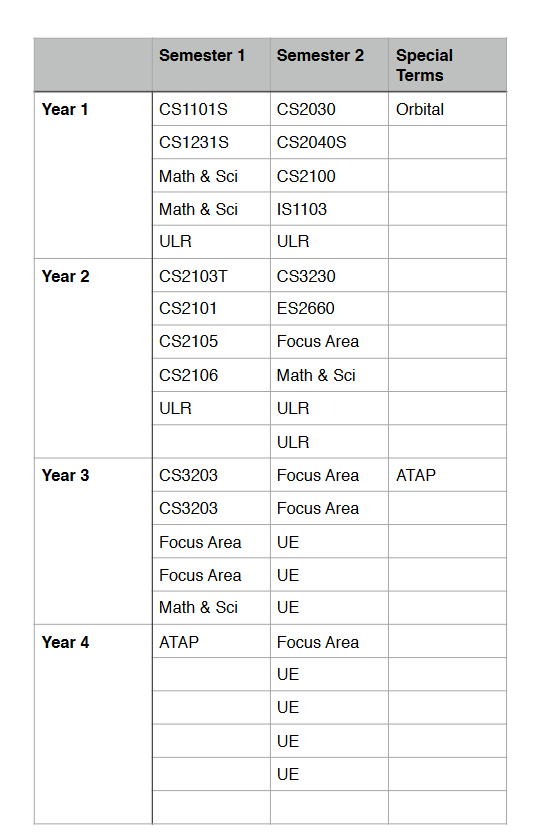 Semester 1 Semester 2 Special
Terms
Year 1 CS1101S CS2030 Orbital
CS1231S CS2040S
Math & Sci CS2100
Math & Sci IS1103
ULR ULR
Year 2 CS2103T CS3230
CS2101 ES2660
CS2105 Focus Area
CS2106 Math & Sci
ULR ULR
ULR
Year 3 CS3203 Focus Area ATAP
CS3203 Focus Area
Focus Area UE
Focus Area UE
Math & Sci UE
Year 4 ATAP Focus Area
UE
UE
UE
UE